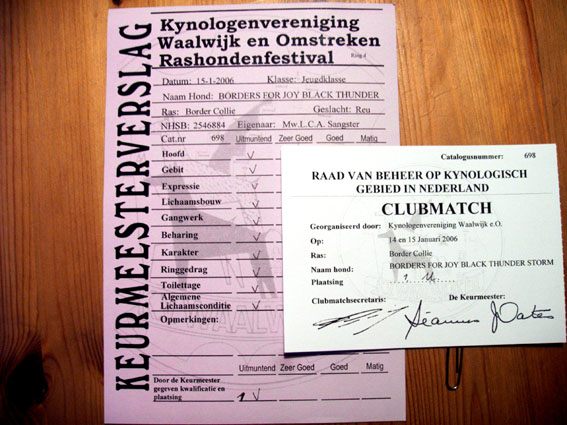 KEURMEESTERVERSLAG
Kynologenvereniging
Waalwijk en Omstreken
Rashondenfestival
Ring 4
Datum: 15-1-2006 Klasse: Jeugdklasse
Naam Hond: BORDERS FOR JOY BLACK THUNDER
Ras: Border Collie Geslacht: Reu
NHSB: 2546884 Eigenaar: Mw.L.C.A. Sangster
Cat.nr 698 Uitmuntend Zeer Goed Goed Matig
Hoofd V
Gebit V
Expressie V
Lichaamsbouw V
Gangwerk V
Beharing V
Karakter V
Ringgedrag V
Toilettage V
Algemene
Lichaamsconditie V
Opmerkingen:
Uitmuntend Zeer Goed Goed Matig
Door de Keurmeester
gegeven kwalificatie en
plaatsing 1 V
Catalogusnummer: 698
RAAD VAN BEHEER OP KYNOLOGISCH
GEBIED IN NEDERLAND
CLUBMATCH
Georganiseerd door: Kynologenvereniging Waalwijk e.O.
Op: 14 en 15 Januari 2006
Ras: Border Collie
Naam hond: BORDERS FOR JOY BLACK THUNDER STORM
Plaatsing 1 U
Clubmatchsecretaris: De Keurmeester:
Séamus J Oates